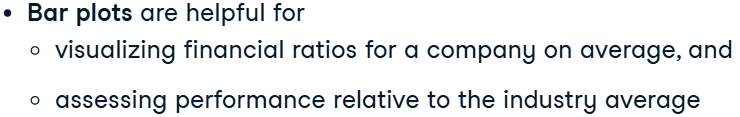 • Bar plots are helpful for
◦ visualizing financial ratios for a company on average, and
◦ assessing performance relative to the industry average